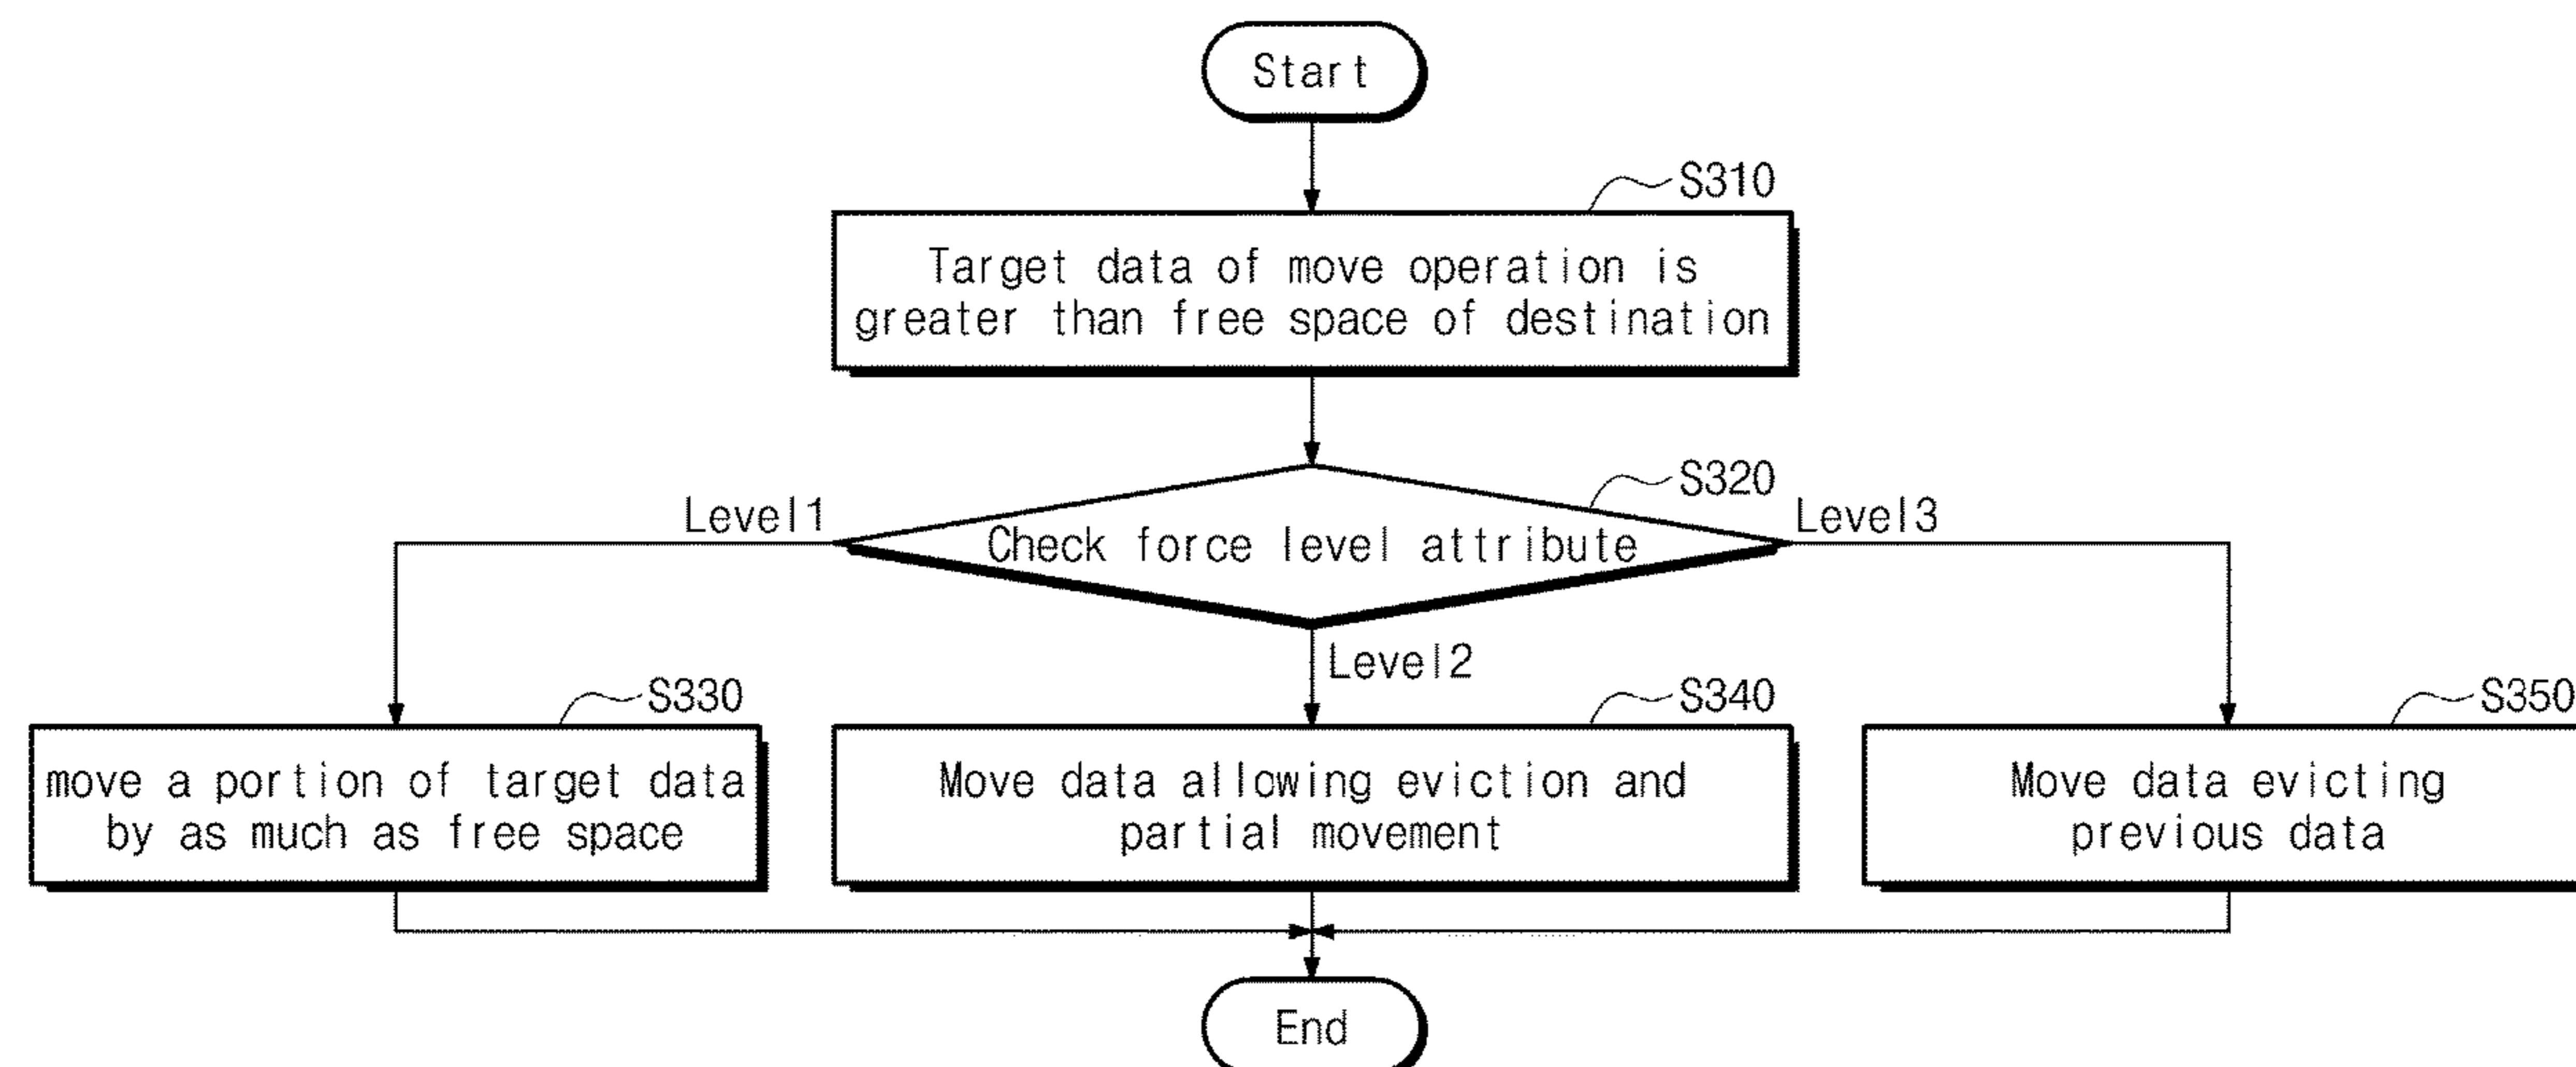 Start
S310
Target data of move operation is
greater than free space of destination
S320
Level1
Check force level attribute
Level3
Level2
S330
move a portion of target data
by as much as free space
S340
Move data allowing eviction and
partial movement
S350
Move data evicting
previous data
End